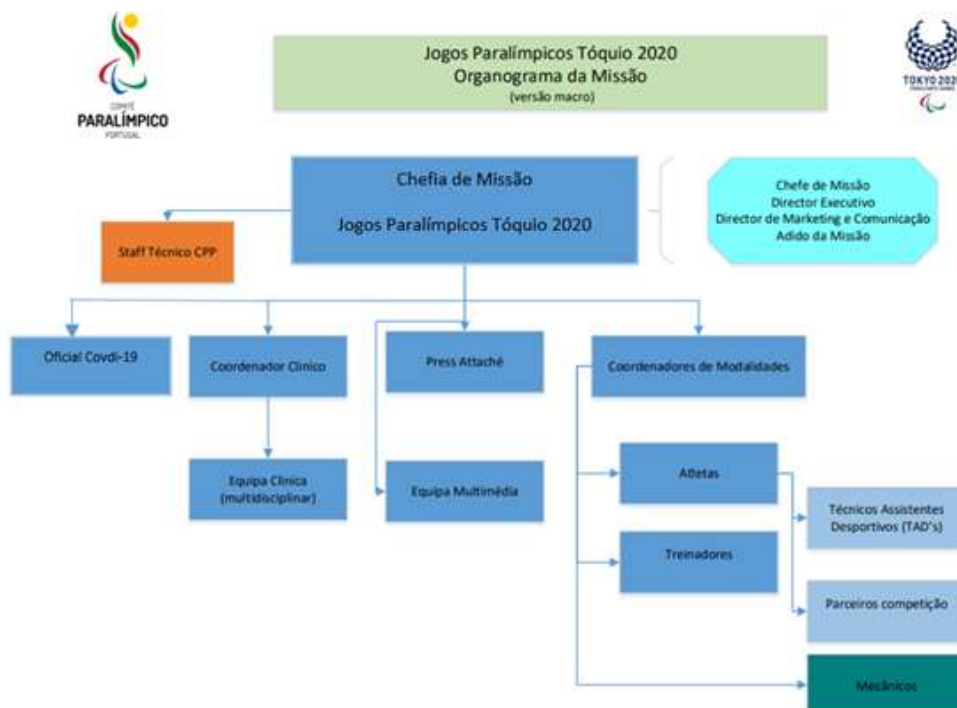 COMITÉ
PARALÍMPICO
PORTUGAL
Jogos Paralímpicos Tóquio 2020
Organograma da Missão
(versão macro)
TOKYO 2020
PARALYMPIC GAMES
Chefia de Missão
Jogos Paralímpicos Tóquio 2020
Chefe de Missão
Director Executivo
Director de Marketing e Comunicação
Adido da Missão
Staff Técnico CPP
Oficial Covdi-19
Coordenador Clinico
Press Attaché
Coordenadores de Modalidades
Equipa Clinica
(multidisciplinar)
Equipa Multimédia
Atletas
Treinadores
Técnicos Assistentes
Desportivos (TAD's)
Parceiros competição
Mecânicos